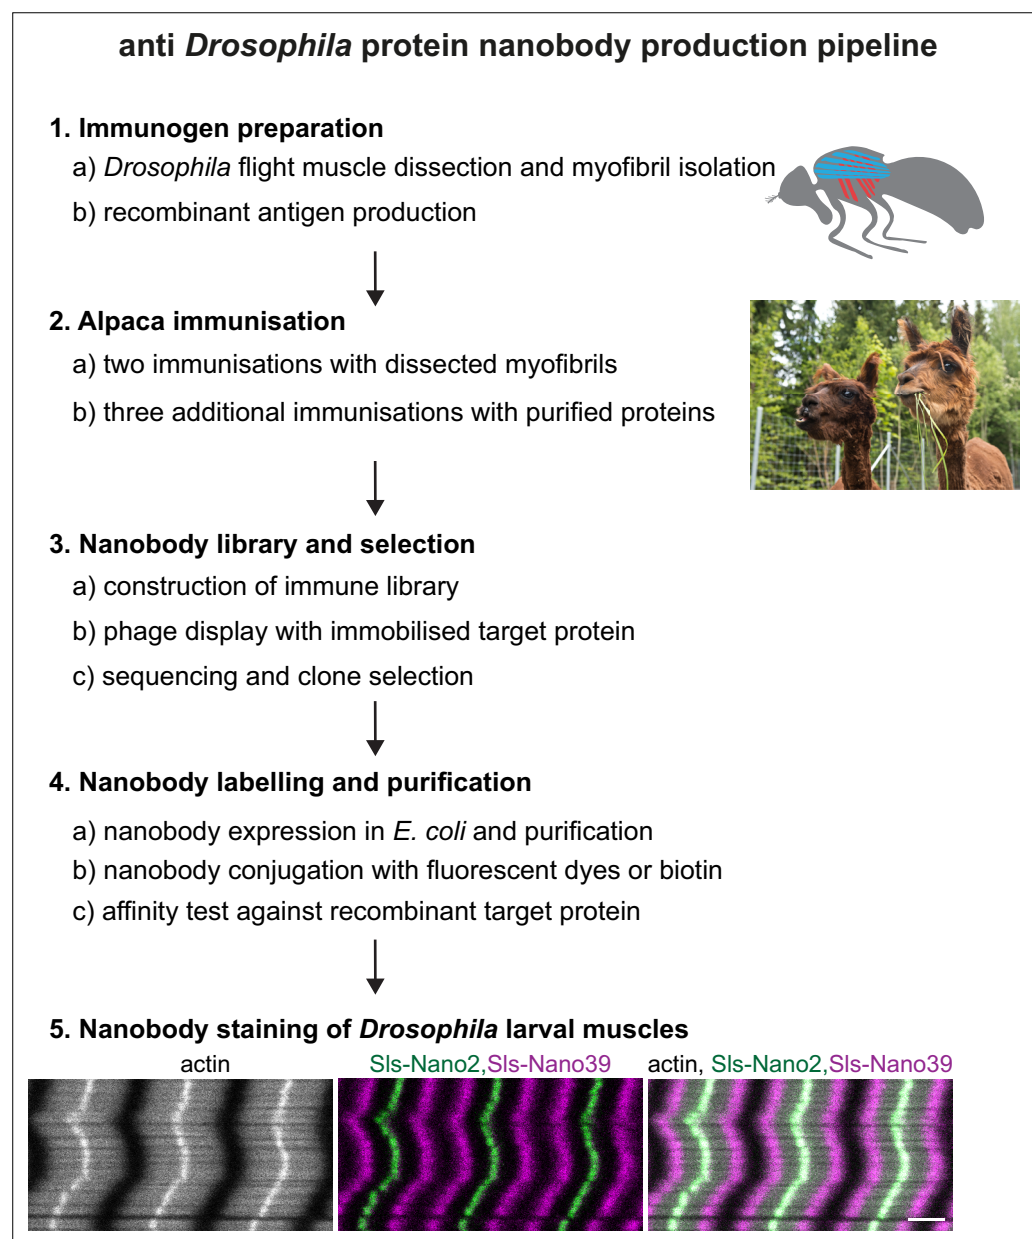 anti Drosophila protein nanobody production pipeline
1. Immunogen preparation
a) Drosophila flight muscle dissection and myofibril isolation
b) recombinant antigen production
2. Alpaca immunisation
a) two immunisations with dissected myofibrils
b) three additional immunisations with purified proteins
3. Nanobody library and selection
a) construction of immune library
b) phage display with immobilised target protein
c) sequencing and clone selection
4. Nanobody labelling and purification
a) nanobody expression in E. coli and purification
b) nanobody conjugation with fluorescent dyes or biotin
c) affinity test against recombinant target protein
5. Nanobody staining of Drosophila larval muscles
actin
Sls-Nano2,Sls-Nano39
actin, Sls-Nano2,Sls-Nano39